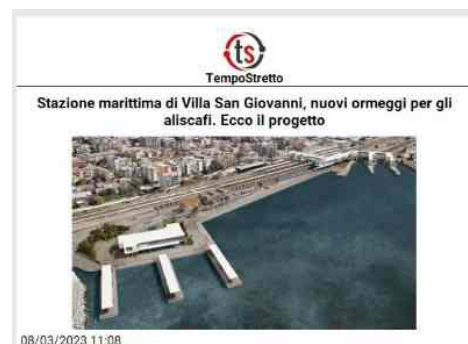 ts
TempoStretto
Stazione marittima di Villa San Giovanni, nuovi ormeggi per gli
aliscafi. Ecco il progetto
08/03/2023 11:08